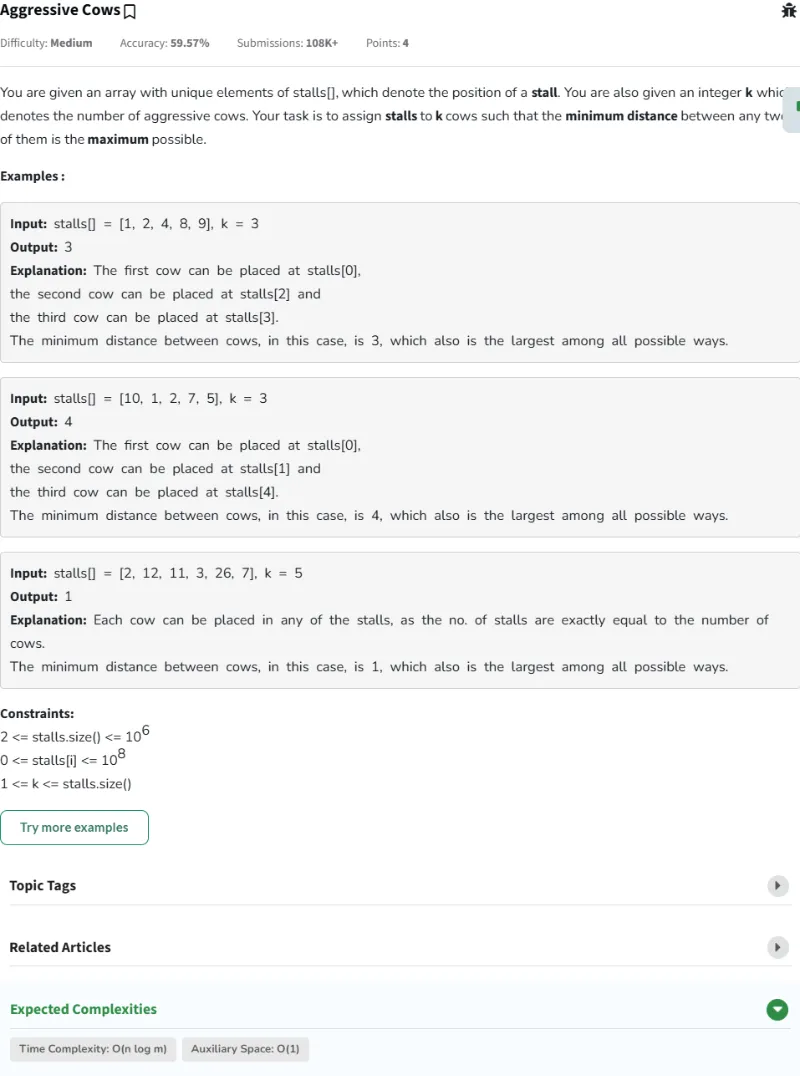 Aggressive Cows
Difficulty: Medium Accuracy: 59.57% Submissions: 108K+ Points: 4
You are given an array with unique elements of stalls[], which denote the position of a stall. You are also given an integer k whic
denotes the number of aggressive cows. Your task is to assign stalls to k cows such that the minimum distance between any tw
of them is the maximum possible.
Examples :
Input: stalls[] = [1, 2, 4, 8, 9], k = 3
Output: 3
Explanation: The first cow can be placed at stalls[0],
the second cow can be placed at stalls[2] and
the third cow can be placed at stalls[3].
The minimum distance between cows, in this case, is 3, which also is the largest among all possible ways.
Input: stalls[] = [10, 1, 2, 7, 5], k = 3
Output: 4
Explanation: The first cow can be placed at stalls[0],
the second cow can be placed at stalls[1] and
the third cow can be placed at stalls[4].
The minimum distance between cows, in this case, is 4, which also is the largest among all possible ways.
Input: stalls[] = [2, 12, 11, 3, 26, 7], k = 5
Output: 1
Explanation: Each cow can be placed in any of the stalls, as the no. of stalls are exactly equal to the number of
cows.
The minimum distance between cows, in this case, is 1, which also is the largest among all possible ways.
Constraints:
2 <= stalls.size() <= 10^6
0 <= stalls[i] <= 10^8
1 <= k <= stalls.size()
Try more examples
Topic Tags
Related Articles
Expected Complexities
Time Complexity: O(n log m) Auxiliary Space: O(1)